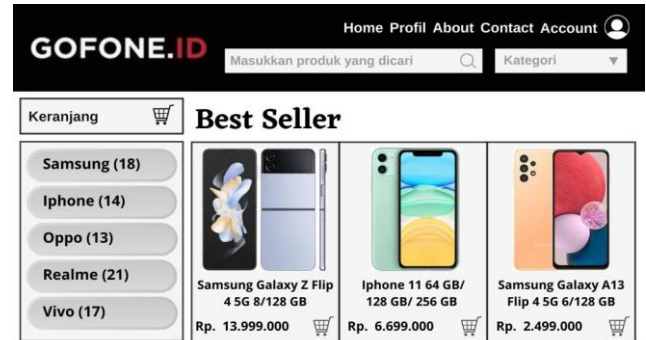 Home Profil About Contact Account
GOFONE.ID
Masukkan produk yang dicari
Kategori
Keranjang
Best Seller
Samsung (18)
Iphone (14)
Oppo (13)
Realme (21)
Vivo (17)
Samsung Galaxy Z Flip
4 5G 8/128 GB
Rp. 13.999.000
Iphone 11 64 GB/
128 GB/ 256 GB
Rp. 6.699.000
Samsung Galaxy A13
Flip 4 5G 6/128 GB
Rp. 2.499.000